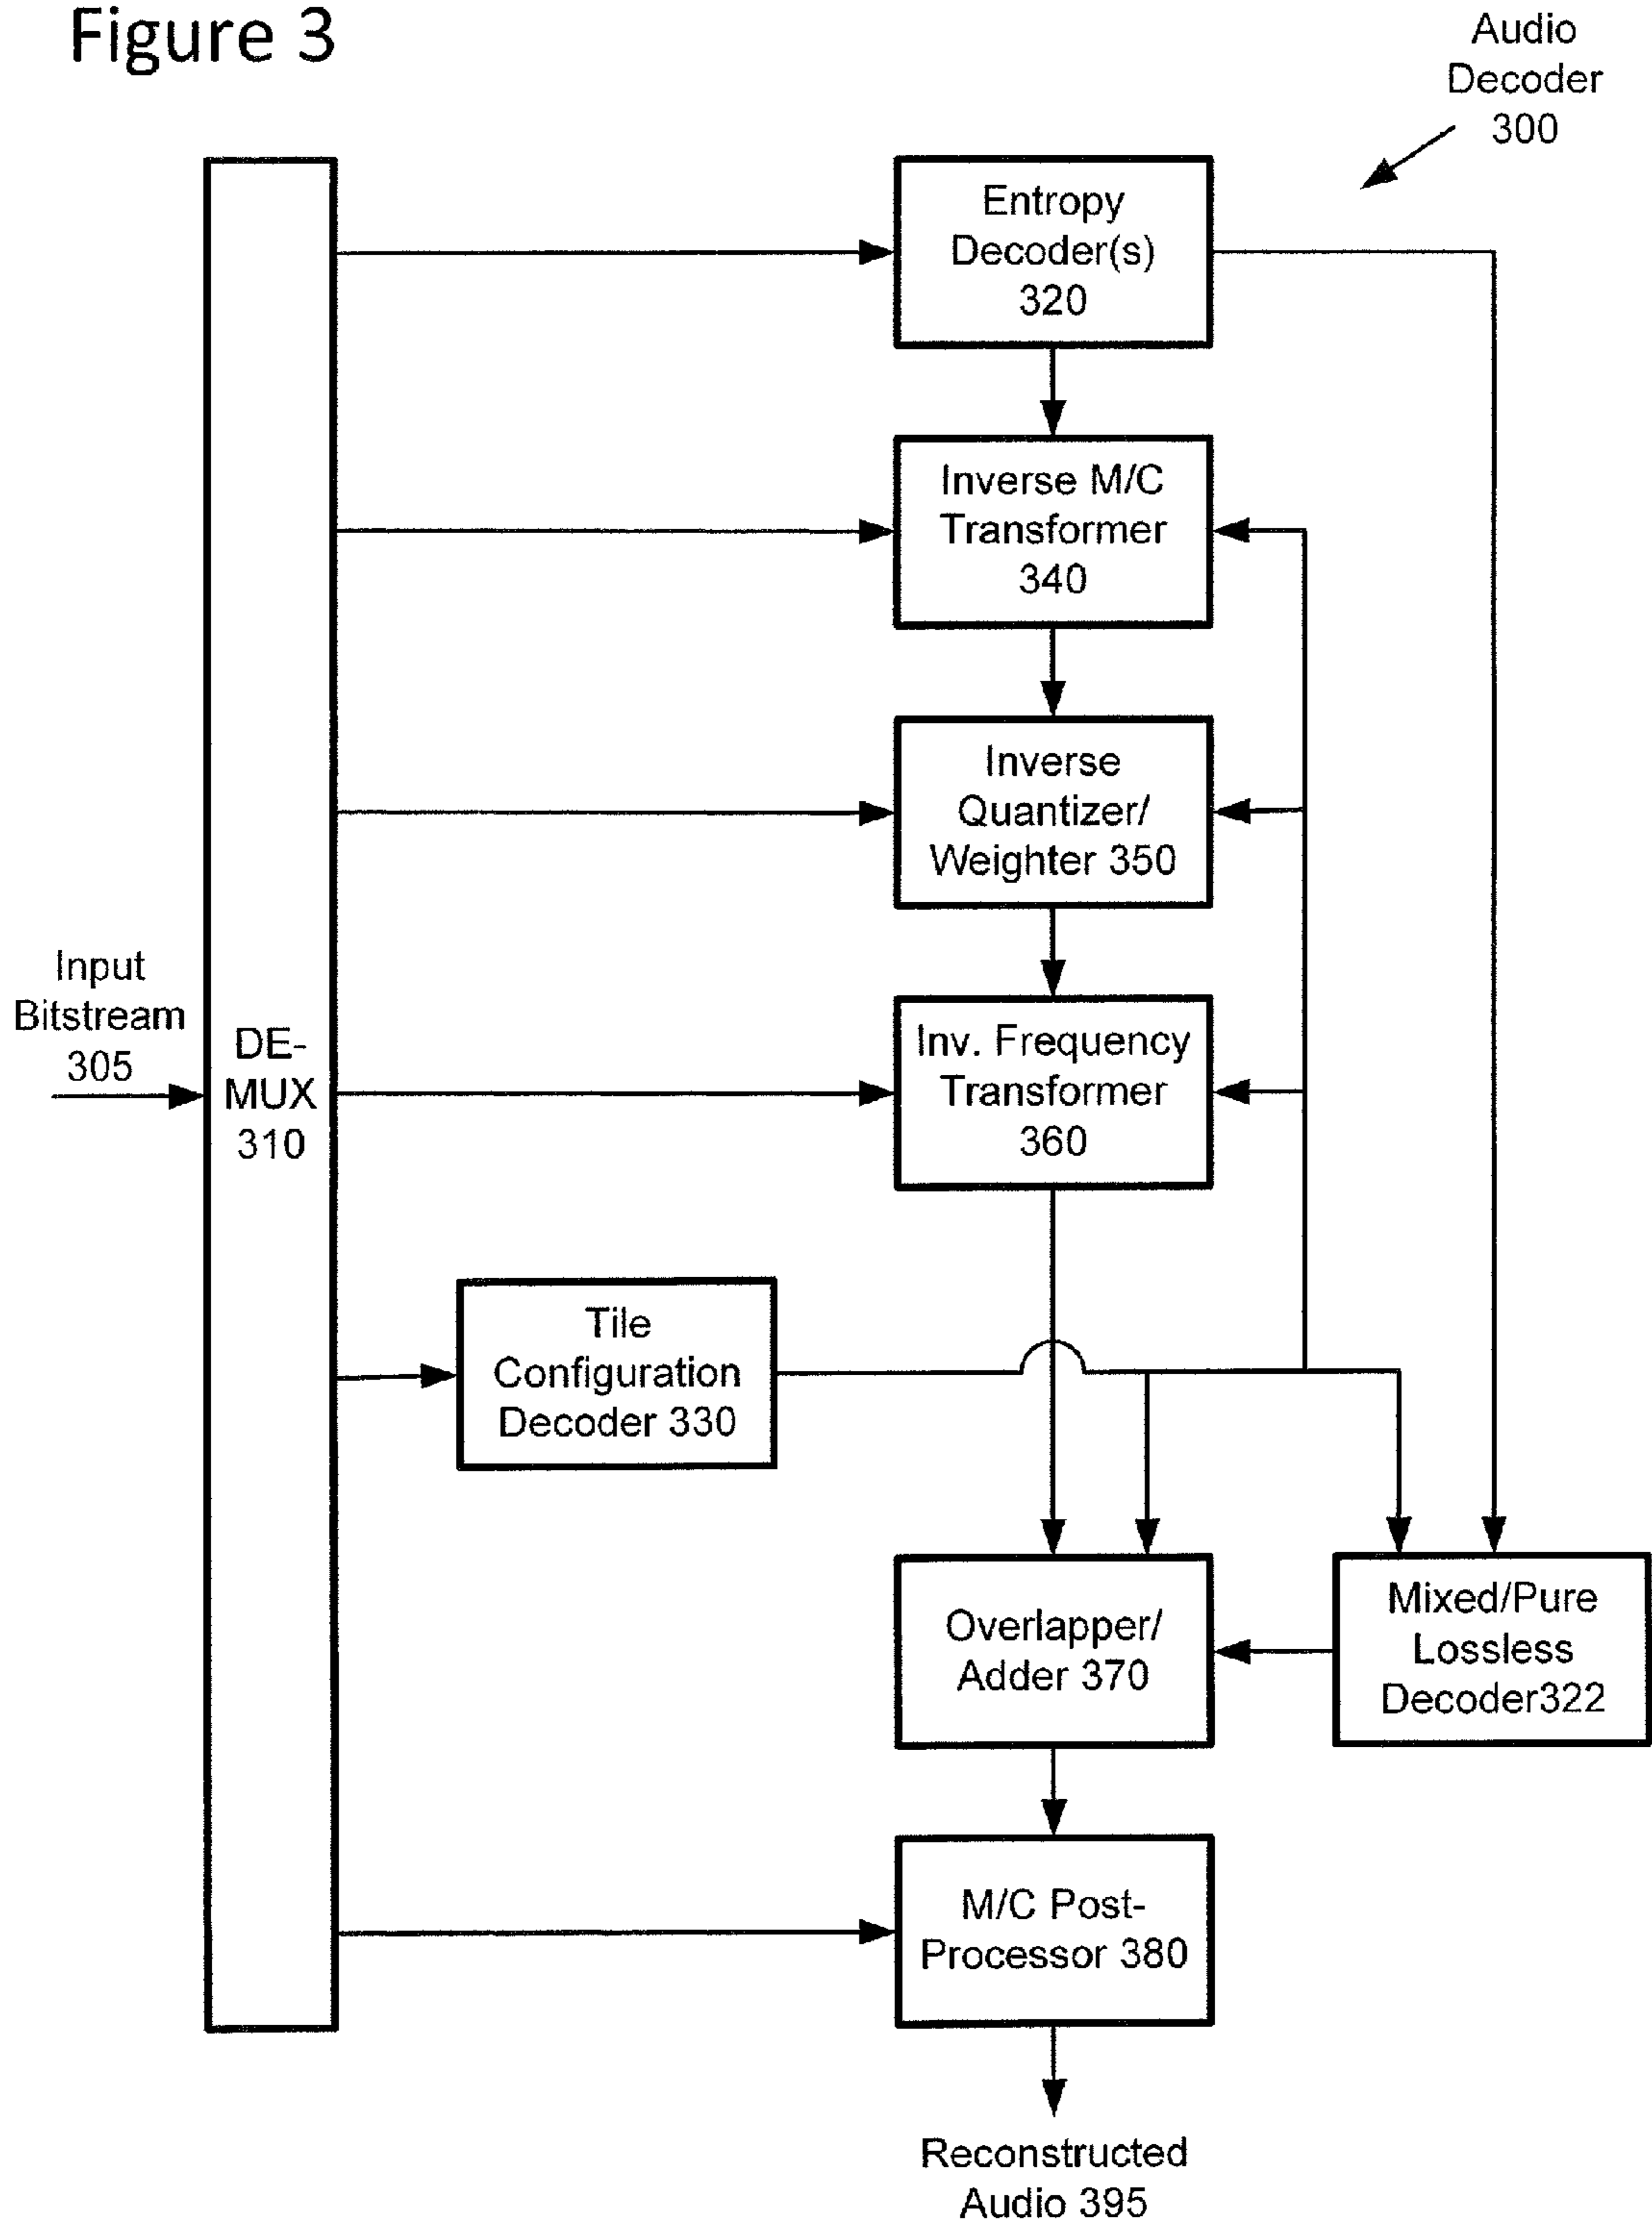 Figure 3
Audio
Decoder
300
Entropy
Decoder(s)
320
Inverse M/C
Transformer
340
Inverse
Quantizer/
Weighter 350
Input
Bitstream
305
DE-
MUX
310
Inv. Frequency
Transformer
360
Tile
Configuration
Decoder 330
Overlapper/
Adder 370
Mixed/Pure
Lossless
Decoder322
M/C Post-
Processor 380
Reconstructed
Audio 395